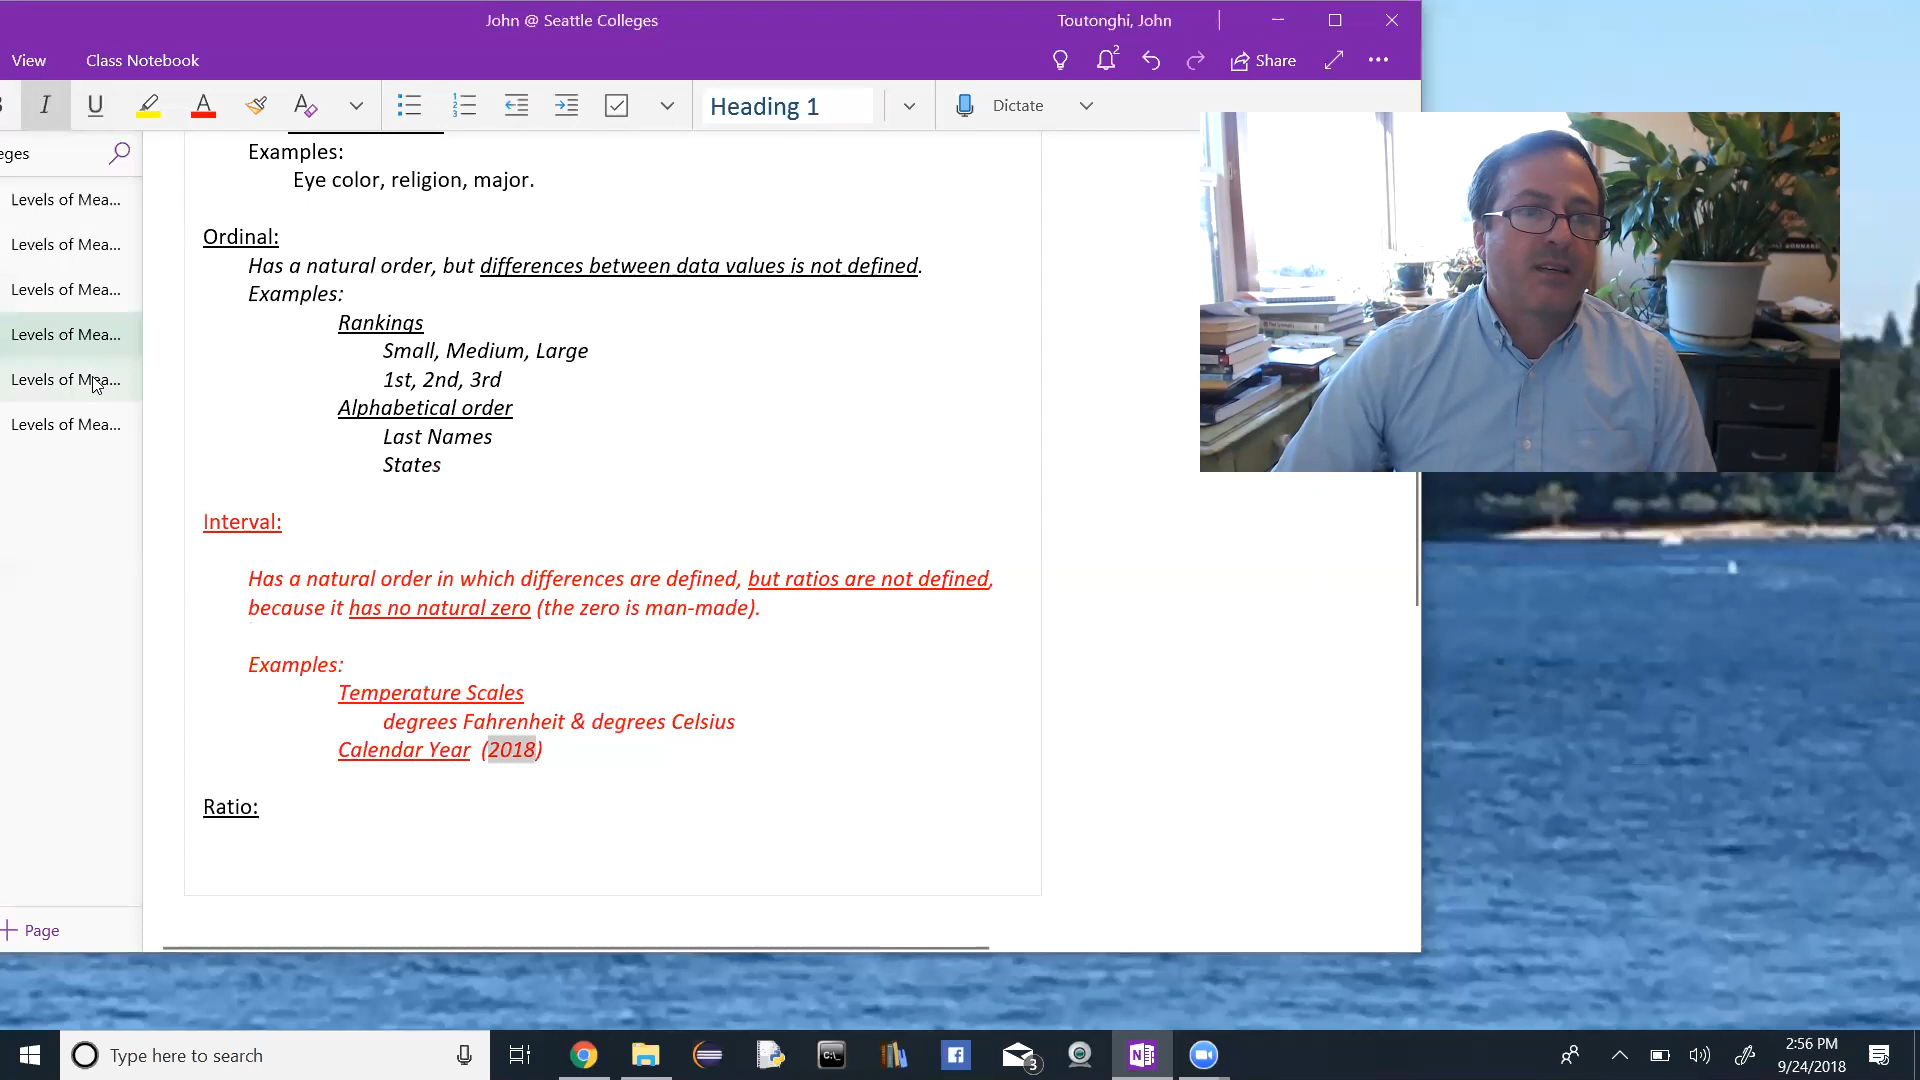 John @ Seattle Colleges
Toutonghi, John
View
Class Notebook
2
Share
I
U
A
A
Heading 1
Dictate
eges
Levels of Mea...
Levels of Mea...
Levels of Mea...
Levels of Mea...
Levels of Mea...
Levels of Mea...
Page
Examples:
Eye color, religion, major.
Ordinal:
Has a natural order, but differences between data values is not defined.
Examples:
Rankings
Small, Medium, Large
1st, 2nd, 3rd
Alphabetical order
Last Names
States
Interval:
Has a natural order in which differences are defined, but ratios are not defined,
because it has no natural zero (the zero is man-made).
Examples:
Temperature Scales
degrees Fahrenheit & degrees Celsius
Calendar Year (2018)
Ratio:
Type here to search
3
2:56 PM
9/24/2018